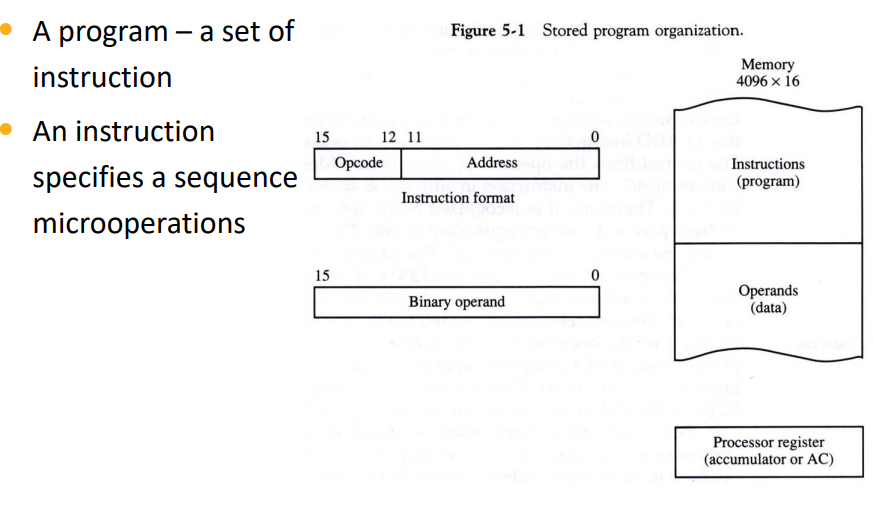 A program – a set of
instruction
An instruction
specifies a sequence
microoperations
Figure 5-1 Stored program organization.
Memory
4096 × 16
15 12 11 0
Opcode Address
Instruction format
15 0
Binary operand
Instructions
(program)
Operands
(data)
Processor register
(accumulator or AC)